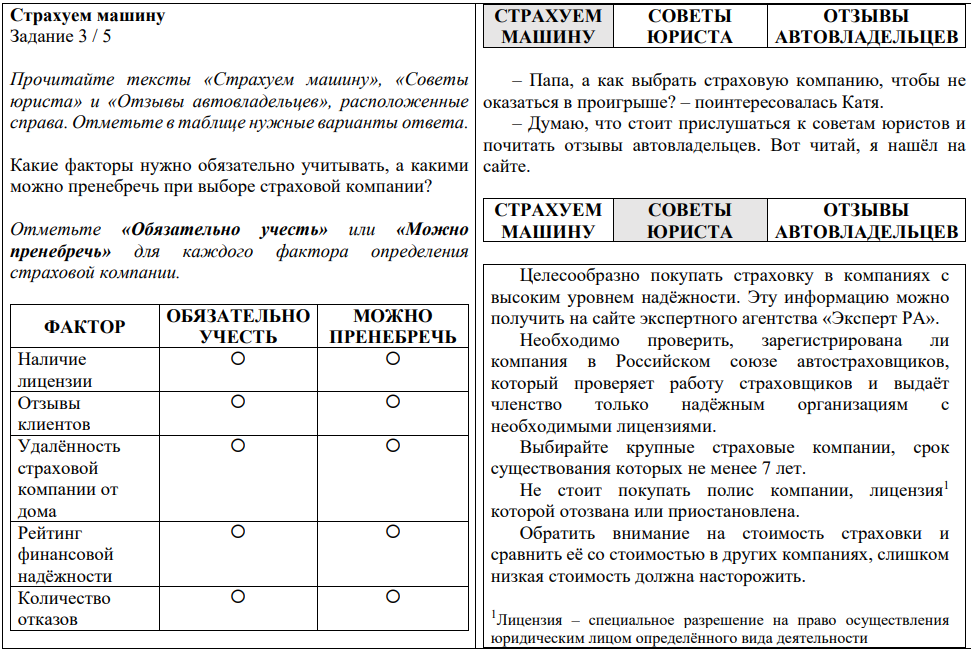 Страхуем машину
Задание 3 / 5
Прочитайте тексты «Страхуем машину», «Советы
юриста» и «Отзывы автовладельцев», расположенные
справа. Отметьте в таблице нужные варианты ответа.
Какие факторы нужно обязательно учитывать, а какими
можно пренебречь при выборе страховой компании?
Отметьте «Обязательно учесть» или «Можно
пренебречь» для каждого фактора определения
страховой компании.
ФАКТОР
ОБЯЗАТЕЛЬНО
УЧЕСТЬ
МОЖНО
ПРЕНЕБРЕЧЬ
Наличие
лицензии
Отзывы
клиентов
Удалённость
страховой
компании от
дома
Рейтинг
финансовой
надёжности
Количество
отказов
СТРАХУЕМ
МАШИНУ
СОВЕТЫ
ЮРИСТА
ОТЗЫВЫ
АВТОВЛАДЕЛЬЦЕВ
– Папа, а как выбрать страховую компанию, чтобы не
оказаться в проигрыше? – поинтересовалась Катя.
– Думаю, что стоит прислушаться к советам юристов и
почитать отзывы автовладельцев. Вот читай, я нашёл на
сайте.
СТРАХУЕМ
МАШИНУ
СОВЕТЫ
ЮРИСТА
ОТЗЫВЫ
АВТОВЛАДЕЛЬЦЕВ
Целесообразно покупать страховку в компаниях с
высоким уровнем надёжности. Эту информацию можно
получить на сайте экспертного агентства «Эксперт РА».
Необходимо проверить, зарегистрирована ли
компания в Российском союзе автостраховщиков,
который проверяет работу страховщиков и выдаёт
членство только надёжным организациям с
необходимыми лицензиями.
Выбирайте крупные страховые компании, срок
существования которых не менее 7 лет.
Не стоит покупать полис компании, лицензия¹
которой отозвана или приостановлена.
Обратить внимание на стоимость страховки и
сравнить её со стоимостью в других компаниях, слишком
низкая стоимость должна насторожить.
¹Лицензия – специальное разрешение на право осуществления
юридическим лицом определённого вида деятельности